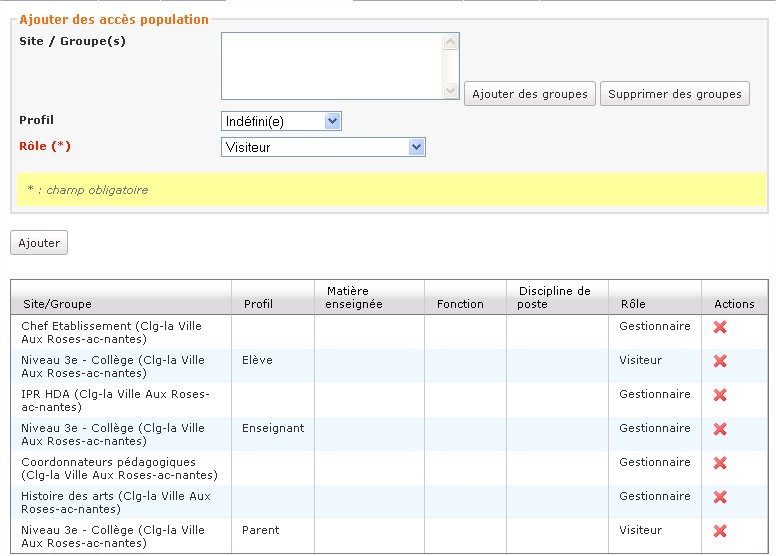 Ajouter des accès population
Site / Groupe(s)
Ajouter des groupes Supprimer des groupes
Profil Indéfini(e)
Rôle (*) Visiteur
* : champ obligatoire
Ajouter
Site/Groupe Profil Matière enseignée Fonction Discipline de poste Rôle Actions
Chef Etablissement (Clg-la Ville Gestionnaire
Aux Roses-ac-nantes)
Niveau 3e - Collège (Clg-la Ville Elève Visiteur
Aux Roses-ac-nantes)
IPR HDA (Clg-la Ville Aux Roses- Gestionnaire
ac-nantes)
Niveau 3e - Collège (Clg-la Ville Enseignant Gestionnaire
Aux Roses-ac-nantes)
Coordonnateurs pédagogiques Gestionnaire
(Clg-la Ville Aux Roses-ac-nantes)
Histoire des arts (Clg-la Ville Aux Gestionnaire
Roses-ac-nantes)
Niveau 3e - Collège (Clg-la Ville Parent Visiteur
Aux Roses-ac-nantes)